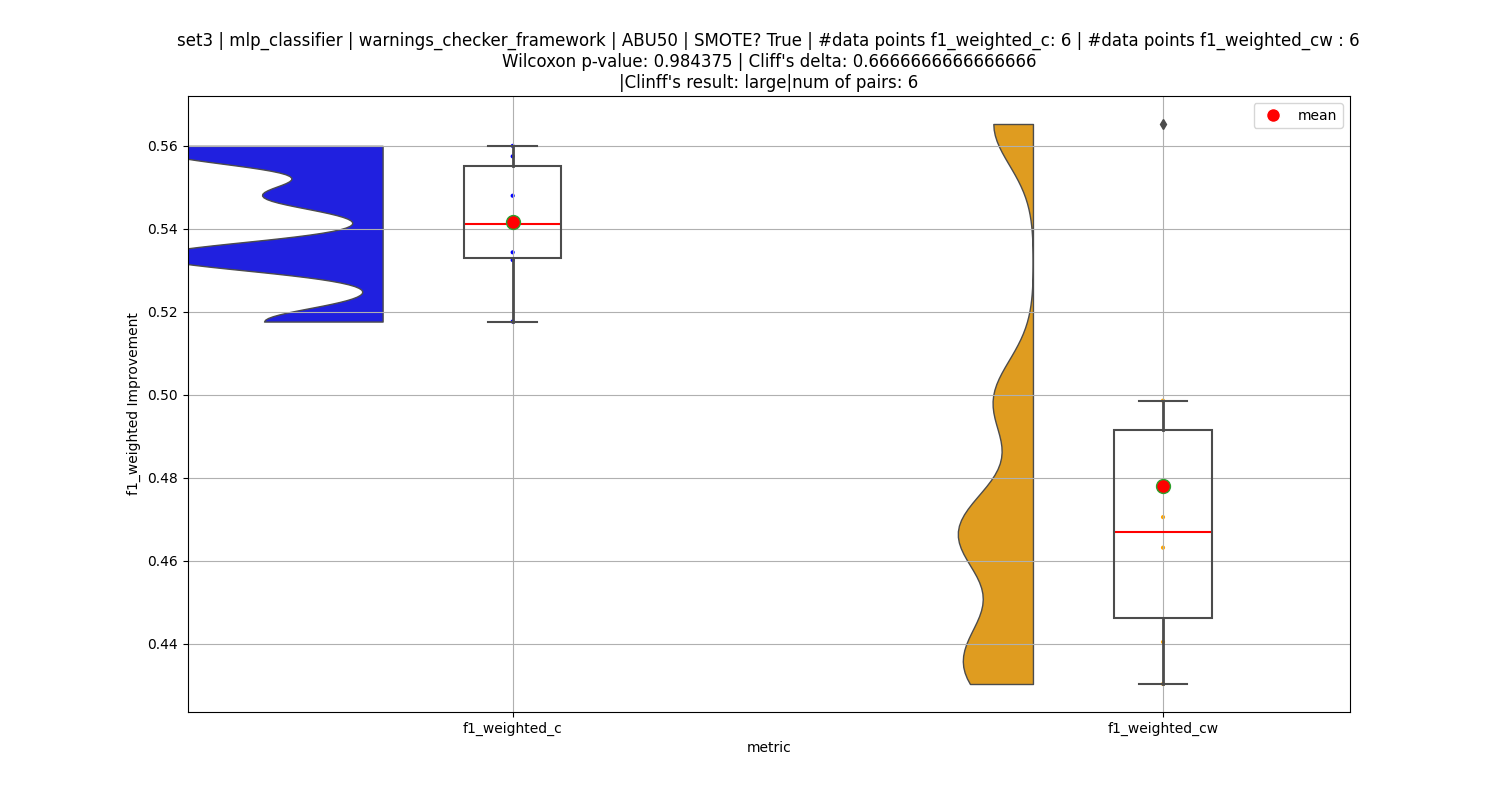 set3 | mlp_classifier | warnings_checker_framework | ABU50 | SMOTE? True | #data points f1_weighted_c: 6 | #data points f1_weighted_cw : 6
Wilcoxon p-value: 0.984375 | Cliff's delta: 0.6666666666666666
|Clinff's result: large|num of pairs: 6
mean
0.56
0.54
0.52
0.50
0.48
0.46
0.44
f1_weighted Improvement
f1_weighted_c
f1_weighted_cw
metric